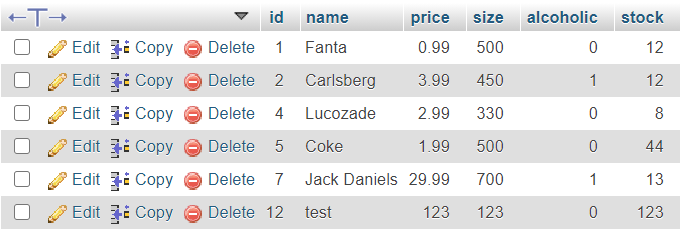 id name price size alcoholic stock
Edit Copy Delete 1 Fanta 0.99 500 0 12
Edit Copy Delete 2 Carlsberg 3.99 450 1 12
Edit Copy Delete 4 Lucozade 2.99 330 0 8
Edit Copy Delete 5 Coke 1.99 500 0 44
Edit Copy Delete 7 Jack Daniels 29.99 700 1 13
Edit Copy Delete 12 test 123 123 0 123